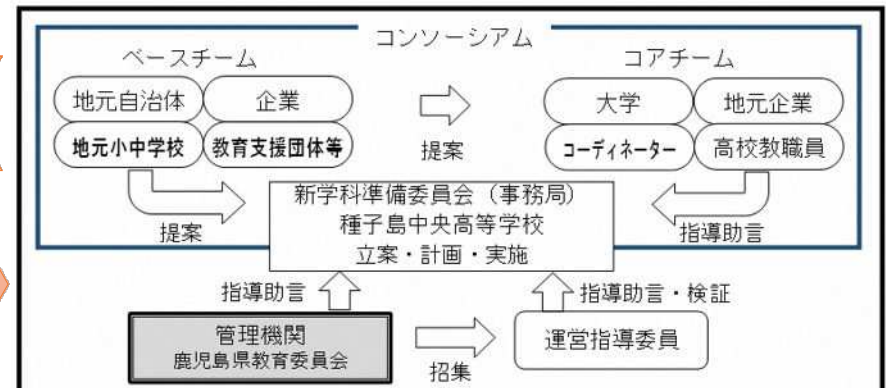 コンソーシアム
ベースチーム
コアチーム
地元自治体
企業
大学
地元企業
地元小中学校
教育支援団体等
提案
コーディネーター
高校教職員
新学科準備委員会（事務局）
種子島中央高等学校
立案・計画・実施
提案
指導助言
指導助言
指導助言・検証
管理機関
鹿児島県教育委員会
招集
運営指導委員